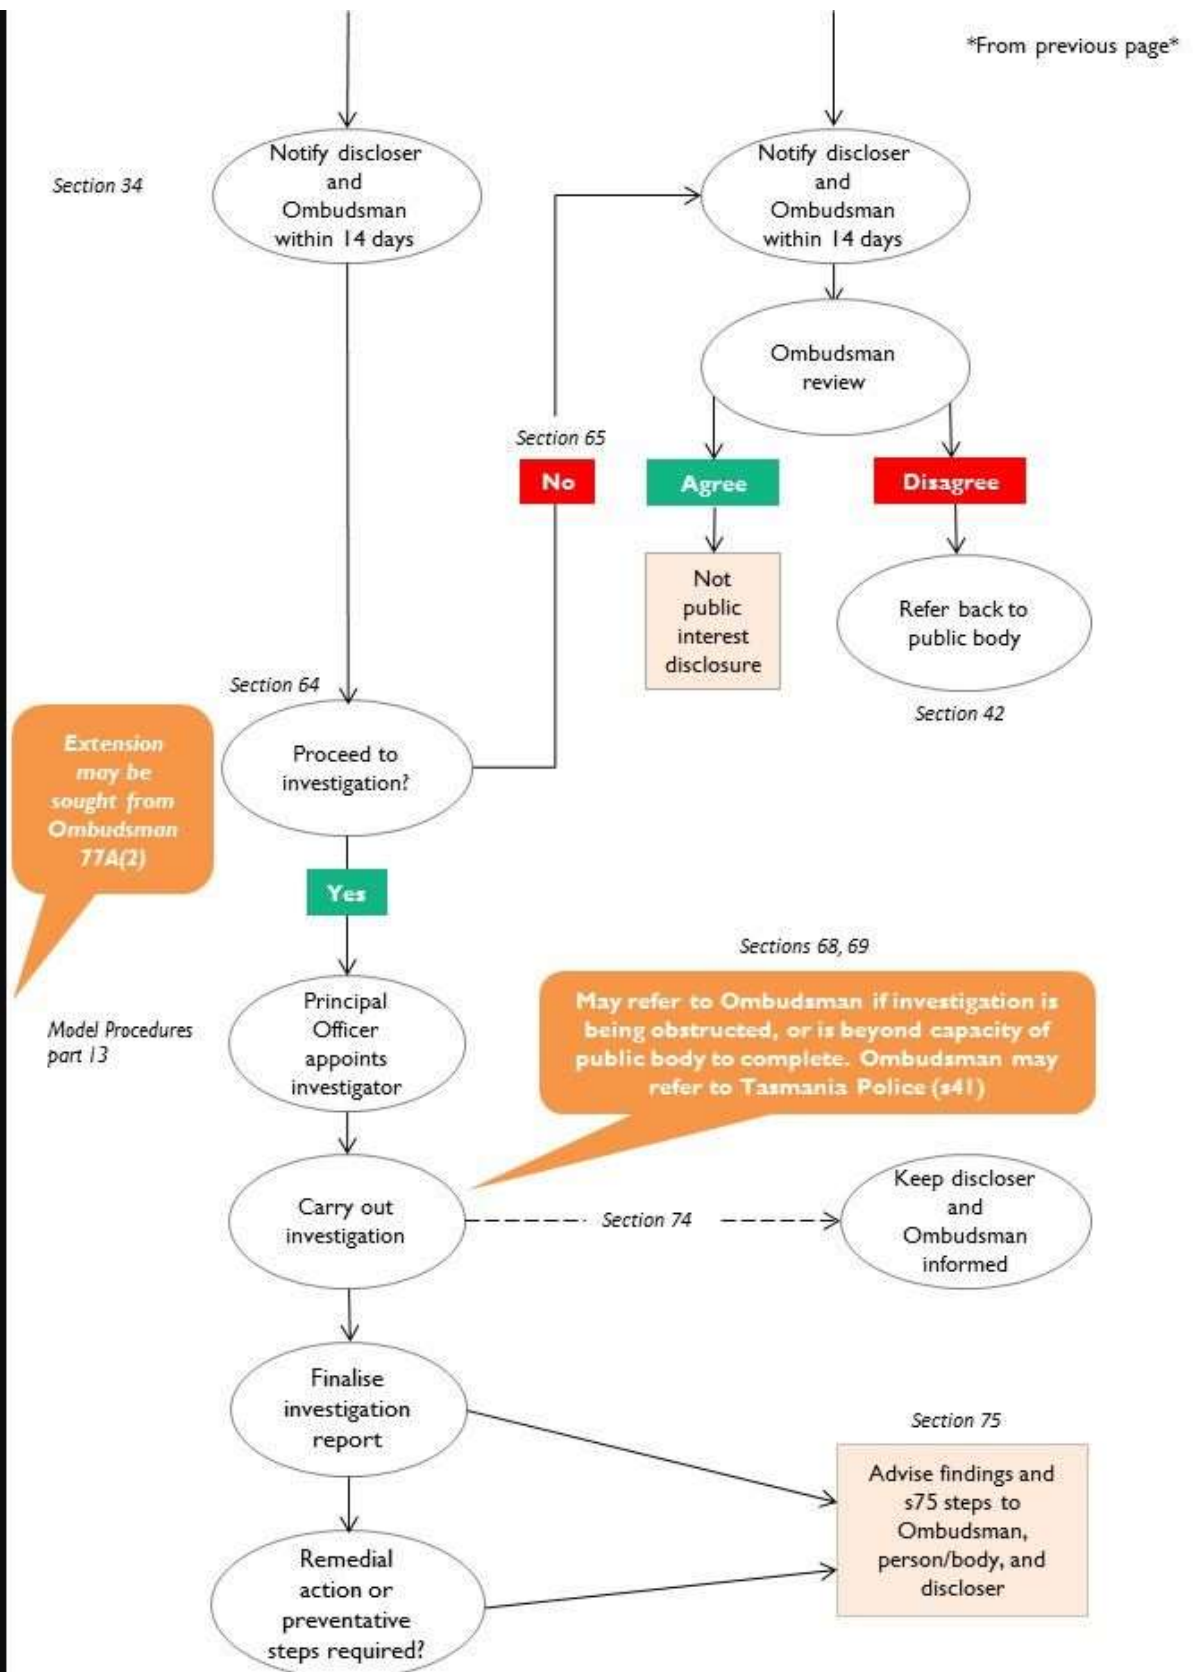 *From previous page*
Section 34
Notify discloser
and
Ombudsman
within 14 days
Notify discloser
and
Ombudsman
within 14 days
Ombudsman
review
Section 65
No
Agree
Disagree
Not
public
interest
disclosure
Refer back to
public body
Section 42
Section 64
Proceed to
investigation?
Extension
may be
sought from
Ombudsman
77A(2)
Yes
Model Procedures
part 13
Principal
Officer
appoints
investigator
Sections 68, 69
May refer to Ombudsman if investigation is
being obstructed, or is beyond capacity of
public body to complete. Ombudsman may
refer to Tasmania Police (s41)
Carry out
investigation
Section 74
Keep discloser
and
Ombudsman
informed
Finalise
investigation
report
Section 75
Advise findings and
s75 steps to
Ombudsman,
person/body, and
discloser
Remedial
action or
preventative
steps required?